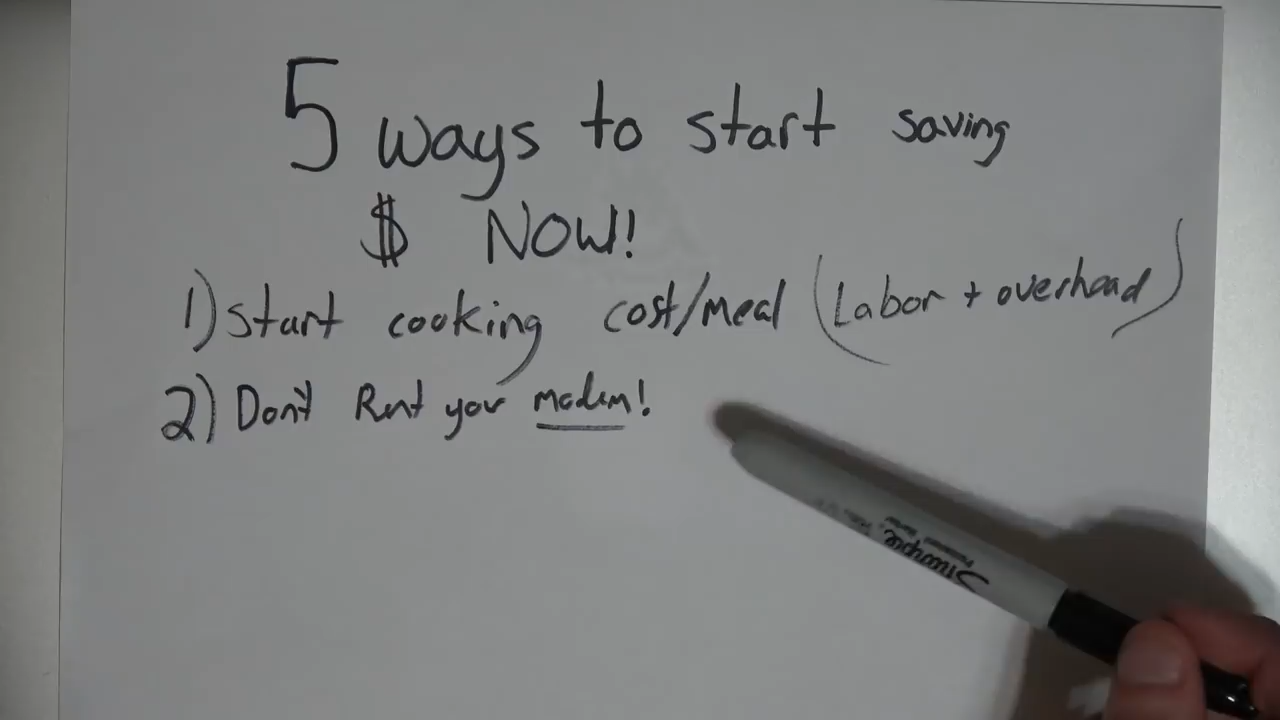 5 ways to start saving
$ NOW!
1) Start cooking cost/meal (Labor + overhead)
2) Don't Rent your modem!
Sharpie